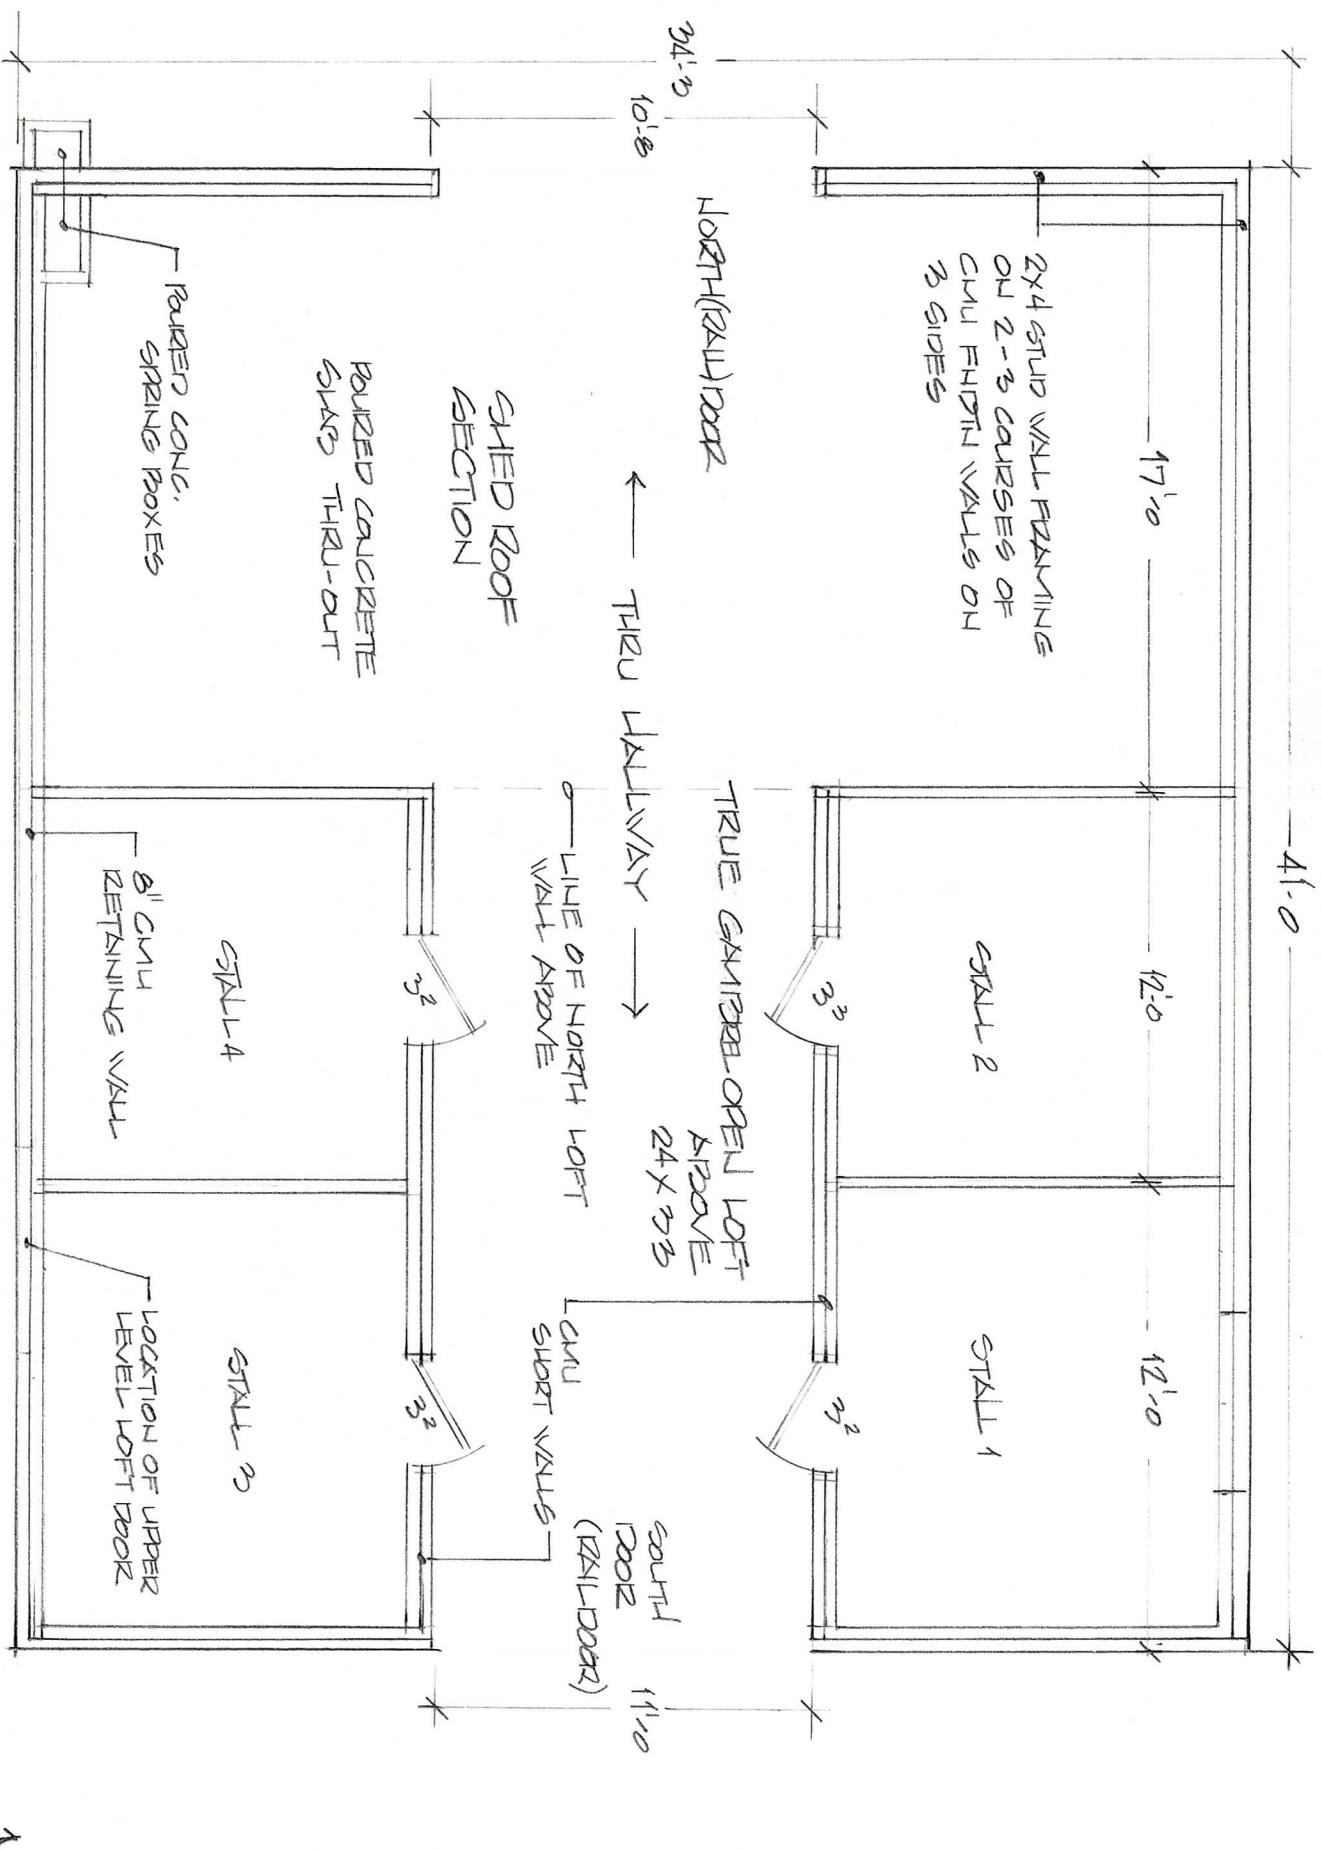 41'-0
17'-0
12'-0
12'-0
2X4 STUD WALL FRAMING
ON 2-3 COURSES OF
CMU FNDTN WALLS ON
3 SIDES
STALL 2
STALL 1
3³
3²
NORTH (RAIL) DOOR
TRUE GAMBREL-OPEN LOFT
ABOVE
24 X 33
34'-3
10'-8
THRU HALLWAY
SOUTH
DOOR
(RAIL DOOR)
11'-0
LINE OF NORTH LOFT
WALL ABOVE
CMU
SHORT WALLS
SHED ROOF
SECTION
3²
3²
POURED CONCRETE
SLAB THRU-OUT
STALL 4
STALL 3
POURED CONC.
SPRING BOXES
8" CMU
RETAINING WALL
LOCATION OF UPPER
LEVEL LOFT DOOR